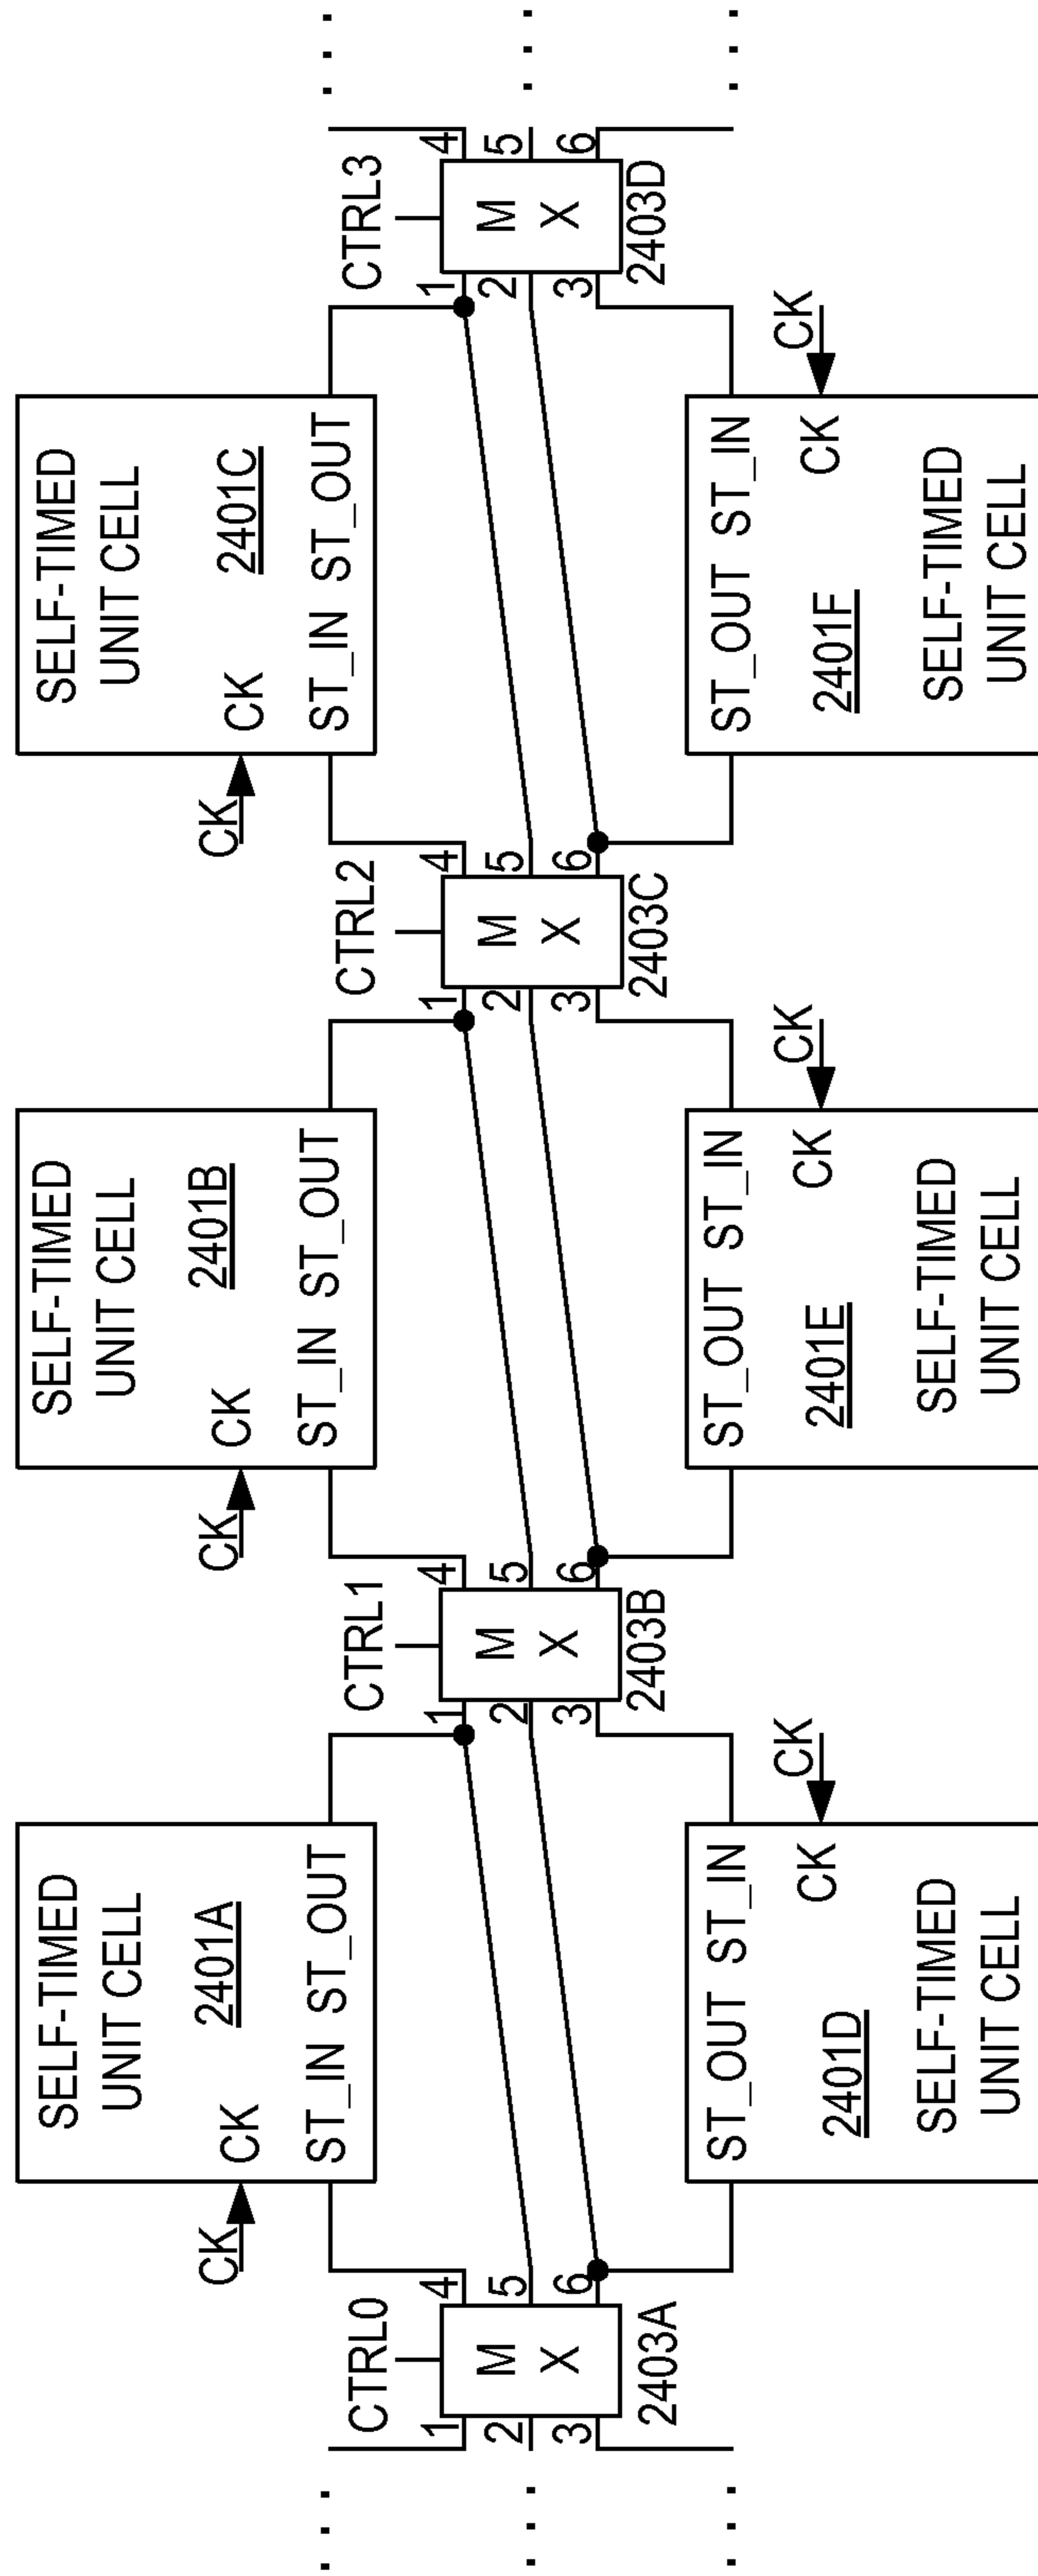 SELF-TIMED
UNIT CELL
2401A
CK
ST_IN ST_OUT
CK
SELF-TIMED
UNIT CELL
2401B
CK
ST_IN ST_OUT
CK
SELF-TIMED
UNIT CELL
2401C
CK
ST_IN ST_OUT
CK
CTRL0
1
2
3
M
X
4
5
6
2403A
CTRL1
1
2
3
M
X
4
5
6
2403B
CTRL2
1
2
3
M
X
4
5
6
2403C
CTRL3
1
2
3
M
X
4
5
6
2403D
ST_OUT ST_IN
CK
CK
2401D
SELF-TIMED
UNIT CELL
ST_OUT ST_IN
CK
CK
2401E
SELF-TIMED
UNIT CELL
ST_OUT ST_IN
CK
CK
2401F
SELF-TIMED
UNIT CELL